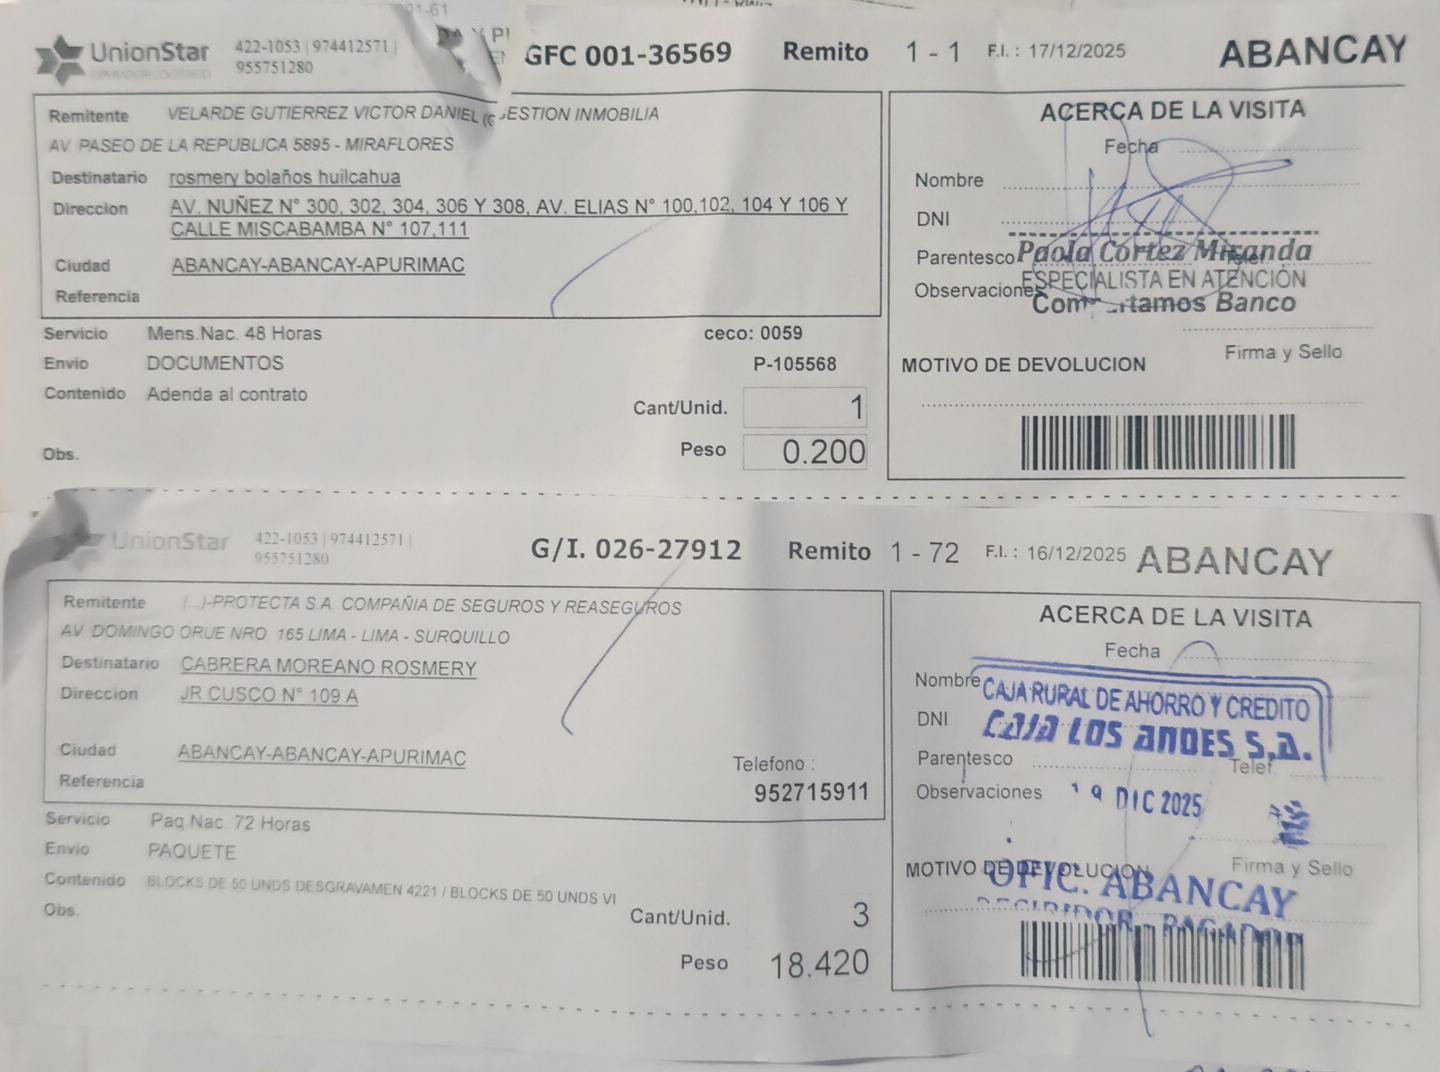 UnionStar 422-1053 | 974412571 | GFC 001-36569 Remito 1 - 1 F.I. : 17/12/2025 ABANCAY
OPERADOR LOGISTICO 955751280
Remitente VELARDE GUTIERREZ VICTOR DANIEL (GESTION INMOBILIA
AV. PASEO DE LA REPUBLICA 5895 - MIRAFLORES
Destinatario rosmery bolaños huilcahua
Direccion AV. NUÑEZ N° 300, 302, 304, 306 Y 308, AV. ELIAS N° 100,102, 104 Y 106 Y
CALLE MISCABAMBA N° 107,111
Ciudad ABANCAY-ABANCAY-APURIMAC
Referencia
Servicio Mens.Nac. 48 Horas ceco: 0059
Envio DOCUMENTOS P-105568
Contenido Adenda al contrato
Cant/Unid. 1
Obs. Peso 0.200
ACERCA DE LA VISITA
Fecha
Nombre
DNI
Parentesco Paola Cortez Miranda
ESPECIALISTA EN ATENCIÓN
Observaciones
Compartamos Banco
Firma y Sello
MOTIVO DE DEVOLUCION
UnionStar 422-1053 | 974412571 | G/I. 026-27912 Remito 1 - 72 F.I. : 16/12/2025 ABANCAY
955751280
Remitente (...)-PROTECTA S.A. COMPAÑIA DE SEGUROS Y REASEGUROS
AV DOMINGO ORUE NRO. 165 LIMA - LIMA - SURQUILLO
Destinatario CABRERA MOREANO ROSMERY
Direccion JR CUSCO N° 109 A
Ciudad ABANCAY-ABANCAY-APURIMAC
Telefono :
Referencia 952715911
Servicio Paq.Nac. 72 Horas
Envio PAQUETE
Contenido BLOCKS DE 50 UNDS DESGRAVAMEN 4221 / BLOCKS DE 50 UNDS VI
Obs. Cant/Unid. 3
Peso 18.420
ACERCA DE LA VISITA
Fecha
Nombre CAJA RURAL DE AHORRO Y CREDITO
DNI CAJA LOS ANDES S.A.
Parentesco Telef.
Observaciones 19 DIC 2025
Firma y Sello
MOTIVO DE DEVOLUCION
OFIC. ABANCAY
RECIBIDOR - PAGADOR